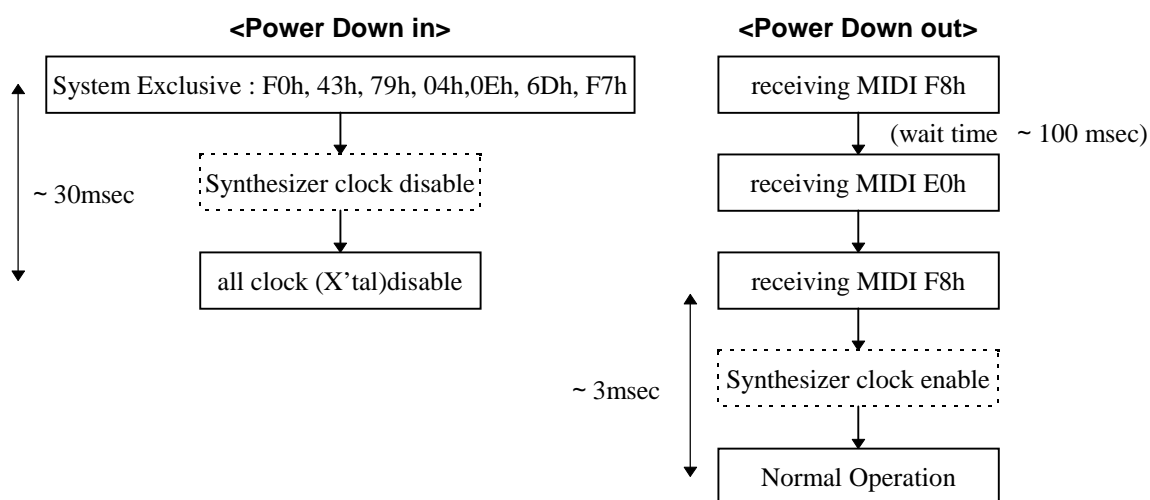 <Power Down in>
System Exclusive : F0h, 43h, 79h, 04h,0Eh, 6Dh, F7h
Synthesizer clock disable
~ 30msec
all clock (X’tal)disable
<Power Down out>
receiving MIDI F8h
(wait time ~ 100 msec)
receiving MIDI E0h
receiving MIDI F8h
Synthesizer clock enable
~ 3msec
Normal Operation